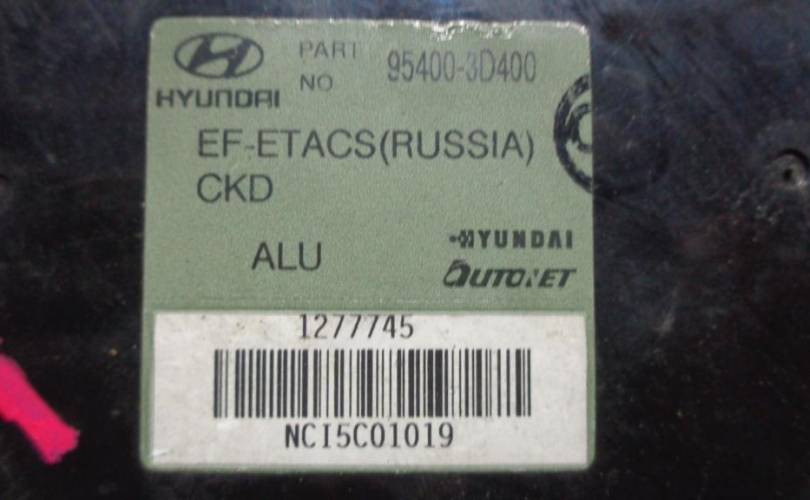 HYUNDAI
PART NO 95400-3D400
EF-ETACS(RUSSIA)
CKD
ALU
HYUNDAI
AUTONET
1277745
NCI5C01019